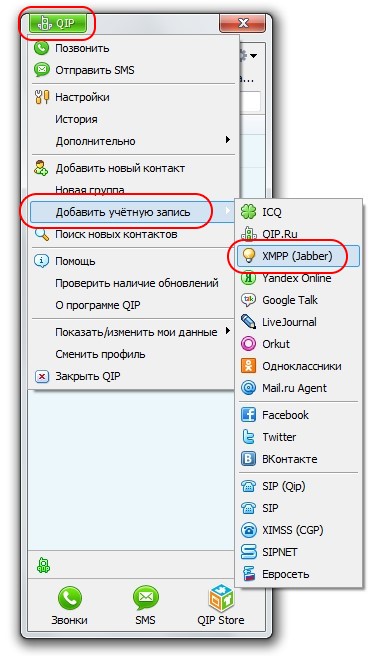 QIP
Позвонить
Отправить SMS
а...
Настройки
История
Дополнительно
Добавить новый контакт
Новая группа
Добавить учётную запись
Поиск новых контактов
Помощь
Проверить наличие обновлений
О программе QIP
Показать/изменить мои данные
Сменить профиль
Закрыть QIP
ICQ
QIP.Ru
XMPP (Jabber)
Yandex Online
Google Talk
LiveJournal
Orkut
Одноклассники
Mail.ru Agent
Facebook
Twitter
ВКонтакте
SIP (Qip)
SIP
XIMSS (CGP)
SIPNET
Евросеть
Звонки
SMS
QIP Store